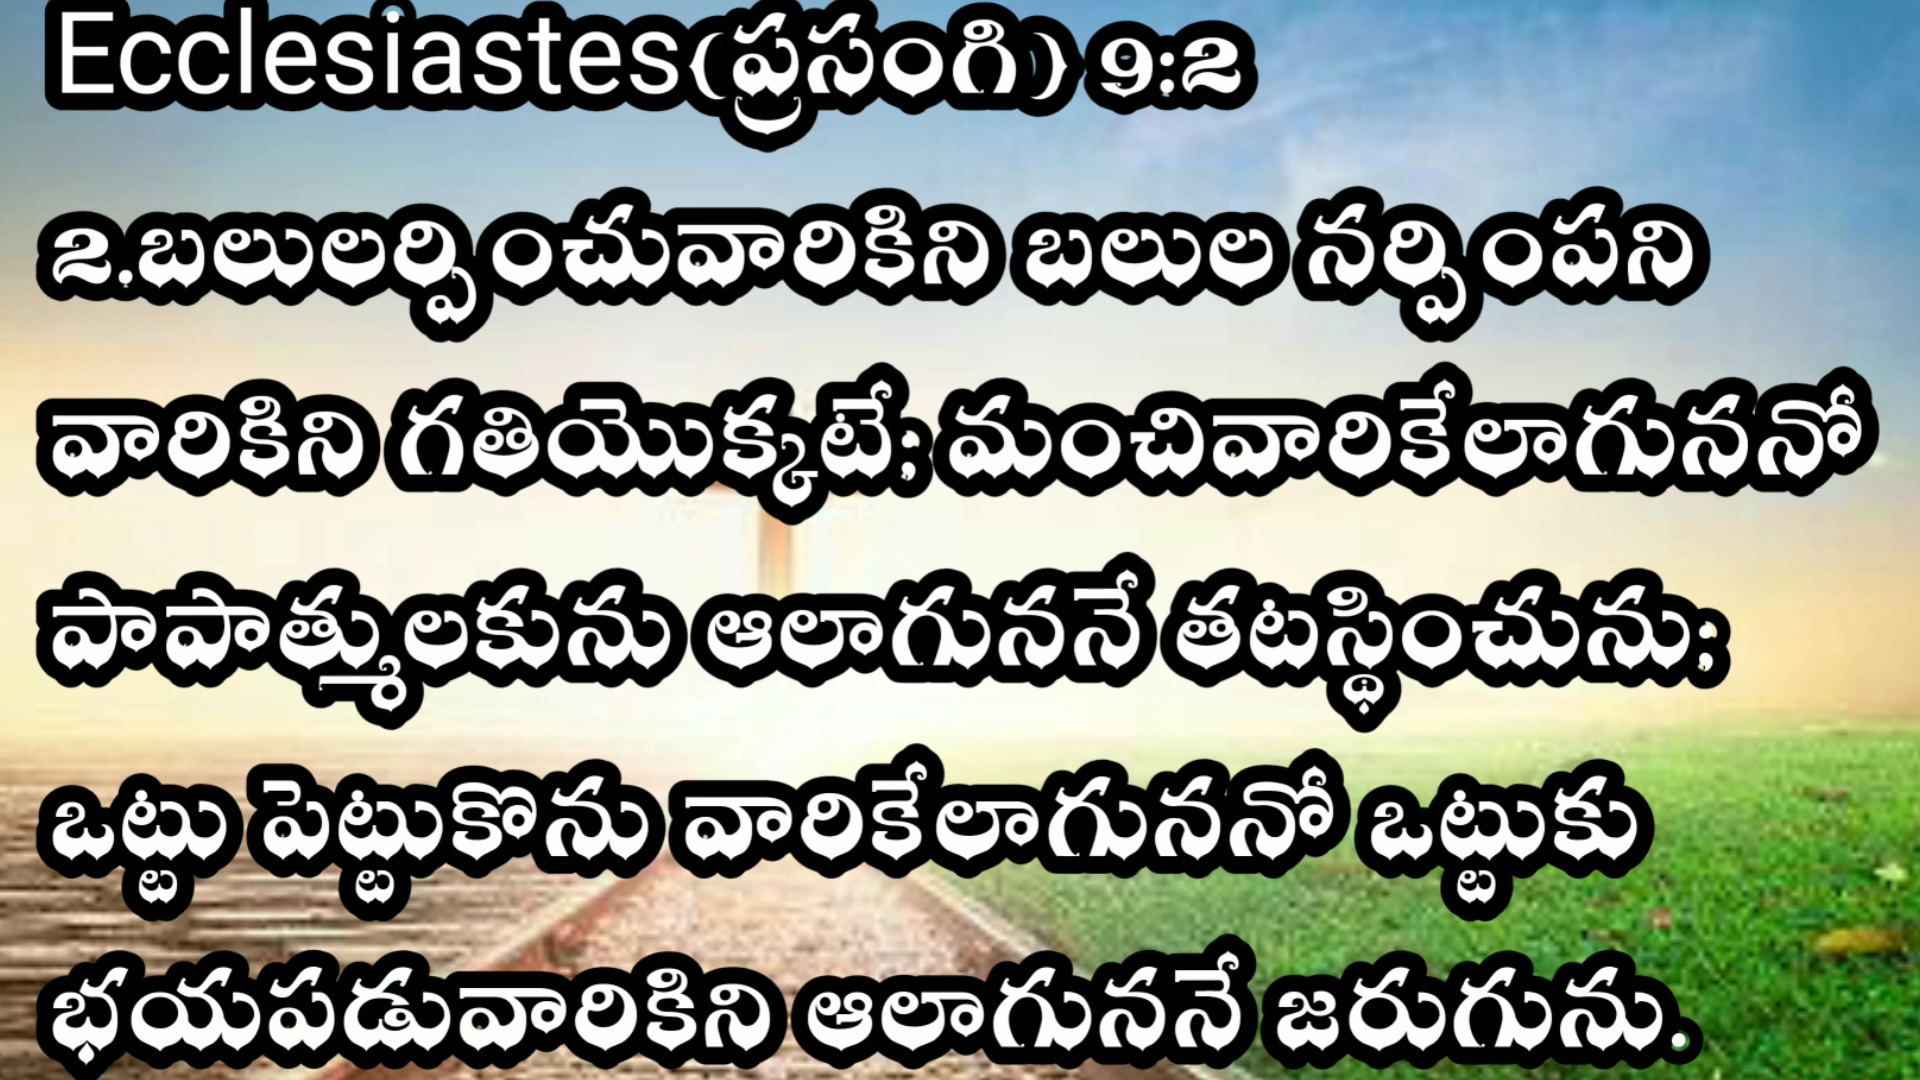 Ecclesiastes(ప్రసంగి) 9:2
2.బలులర్పించువారికిని బలుల నర్పింపని
వారికిని గతియొక్కటే; మంచివారికేలాగుననో
పాపాత్ములకును ఆలాగుననే తటస్థించును;
ఒట్టు పెట్టుకొను వారికేలాగుననో ఒట్టుకు
భయపడువారికిని ఆలాగుననే జరుగును.